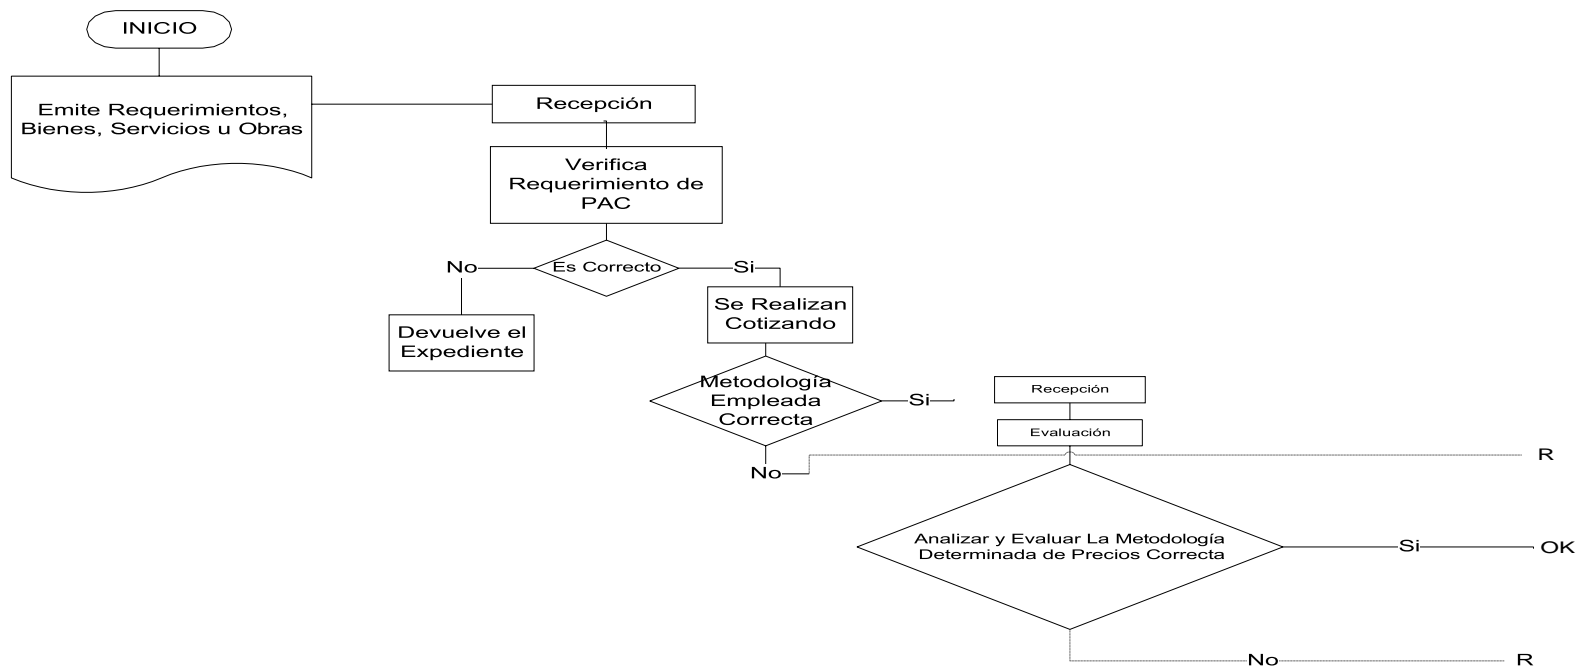 INICIO
Emite Requerimientos,
Bienes, Servicios u Obras
Recepción
Verifica
Requerimiento de
PAC
Es Correcto
No
Si
Devuelve el
Expediente
Se Realizan
Cotizando
Metodología
Empleada
Correcta
Si
No
Recepción
Evaluación
R
Analizar y Evaluar La Metodología
Determinada de Precios Correcta
Si
OK
No
R